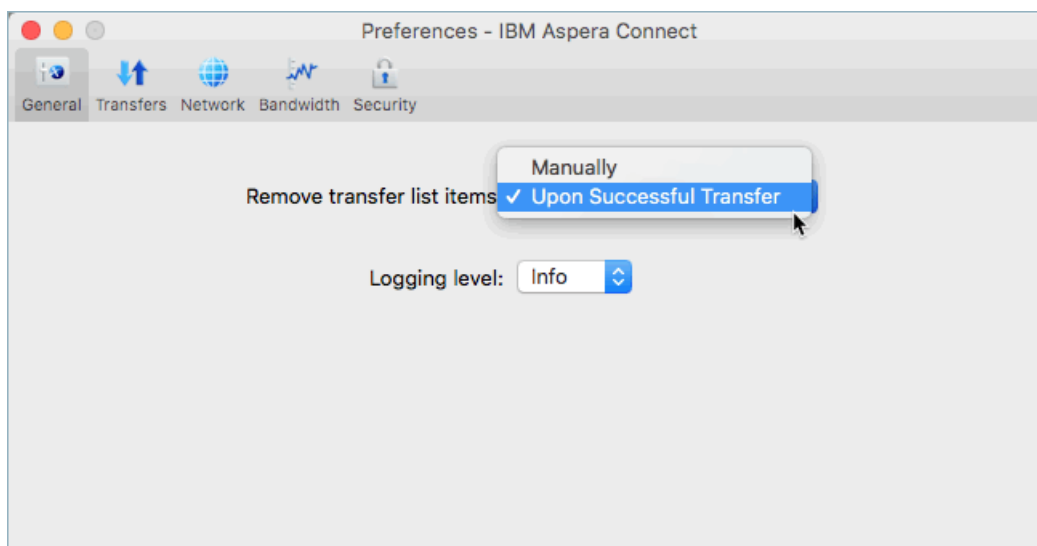 Preferences - IBM Aspera Connect
General Transfers Network Bandwidth Security
Manually
Remove transfer list items ✓ Upon Successful Transfer
Logging level: Info